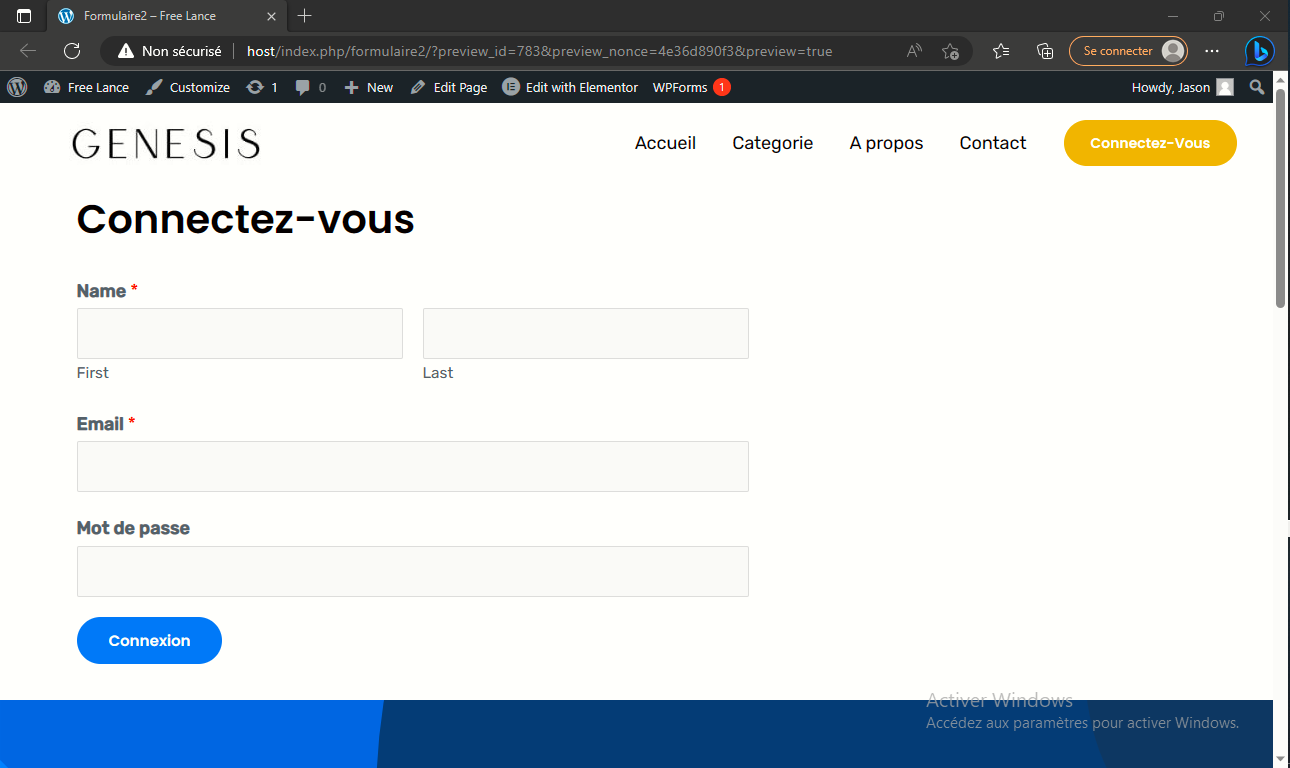 Formulaire2 – Free Lance
Non sécurisé host/index.php/formulaire2/?preview_id=783&preview_nonce=4e36d890f3&preview=true Se connecter
Free Lance Customize 1 0 New Edit Page Edit with Elementor WPForms 1 Howdy, Jason
GENESIS Accueil Categorie A propos Contact Connectez-Vous
Connectez-vous
Name *
First Last
Email *
Mot de passe
Connexion
Activer Windows
Accédez aux paramètres pour activer Windows.